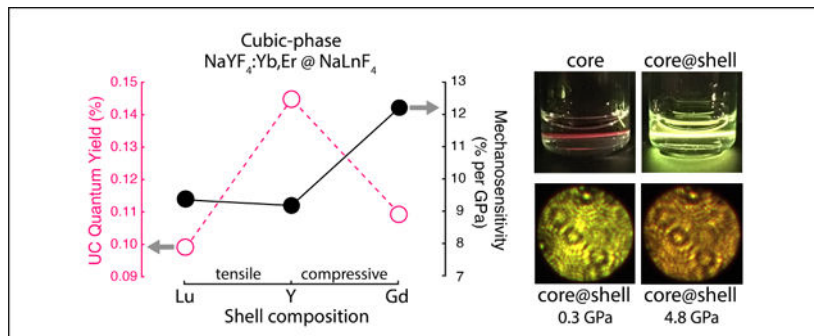 Cubic-phase
NaYF₄:Yb,Er @ NaLnF₄
UC Quantum Yield (%)
0.15
0.14
0.13
0.12
0.11
0.10
0.09
13
12
11
10
9
8
7
Mechanosensitivity
(% per GPa)
tensile
compressive
Lu
Y
Gd
Shell composition
core
core@shell
core@shell
0.3 GPa
core@shell
4.8 GPa